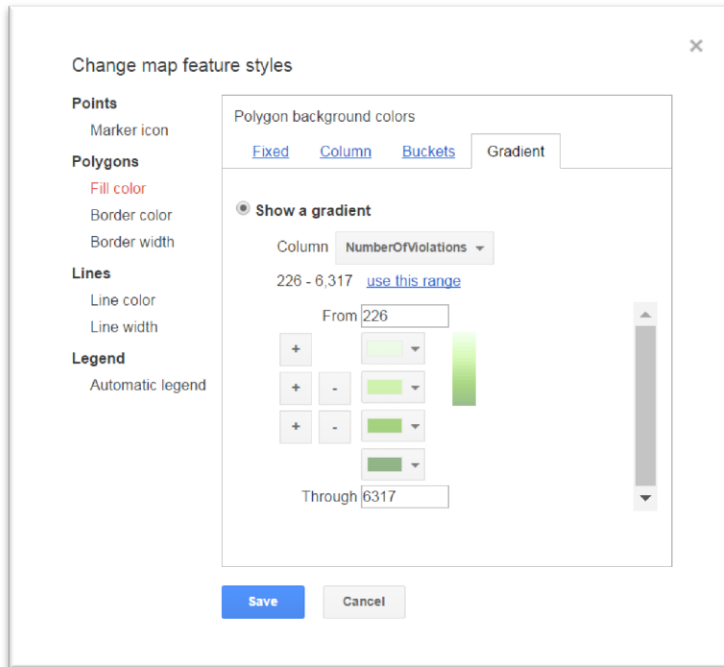 ×
Change map feature styles
Points
Marker icon
Polygons
Fill color
Border color
Border width
Lines
Line color
Line width
Legend
Automatic legend
Polygon background colors
Fixed Column Buckets Gradient
Show a gradient
Column NumberOfViolations
226 - 6,317 use this range
From 226
+
+ -
+ -
Through 6317
Save Cancel